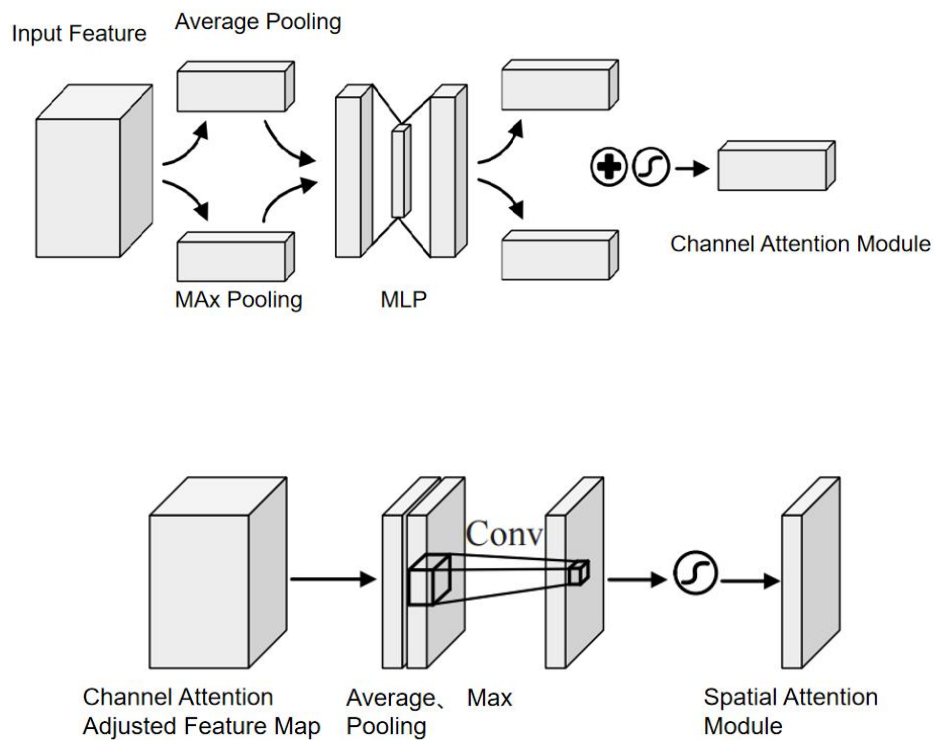 Input Feature
Average Pooling
MAx Pooling
MLP
Channel Attention Module
Conv
Channel Attention
Adjusted Feature Map
Average、 Max
Pooling
Spatial Attention
Module